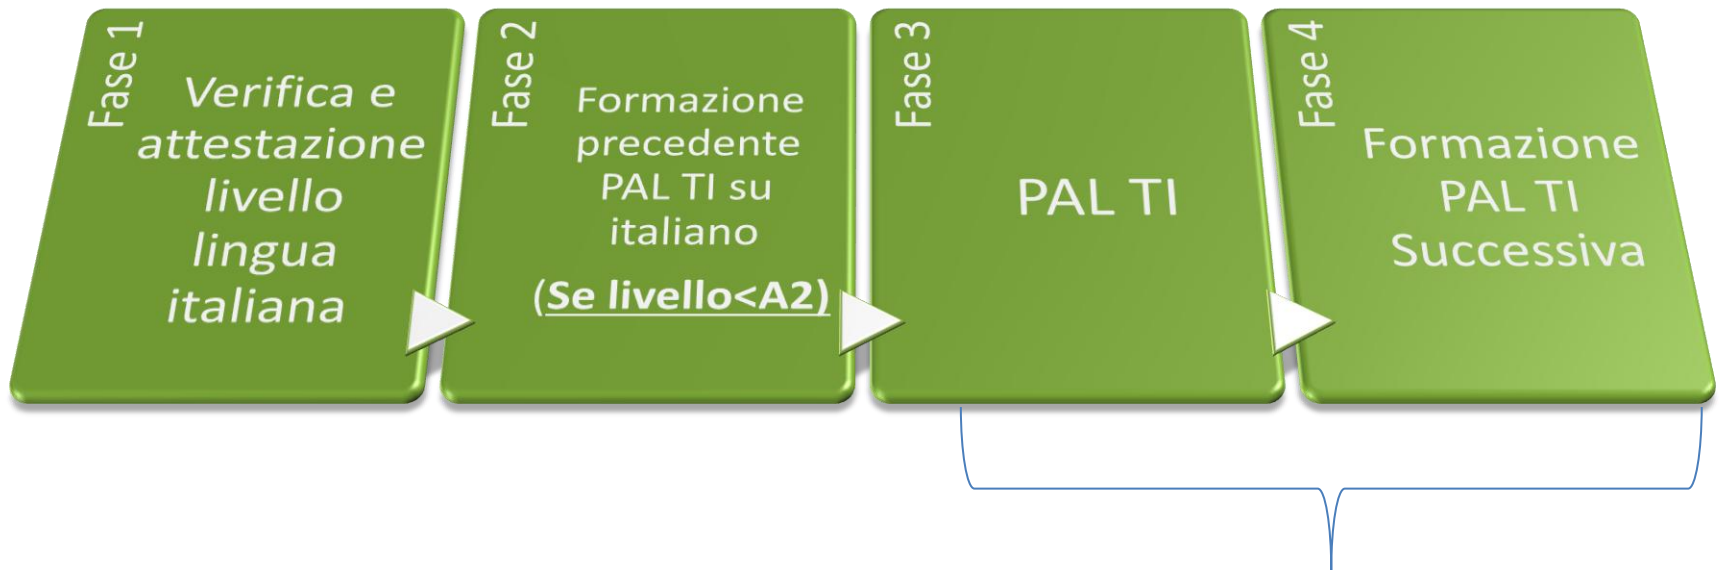 Fase 1
Verifica e
attestazione
livello
lingua
italiana
Fase 2
Formazione
precedente
PAL TI su
italiano
(Se livello<A2)
Fase 3
PAL TI
Fase 4
Formazione
PAL TI
Successiva